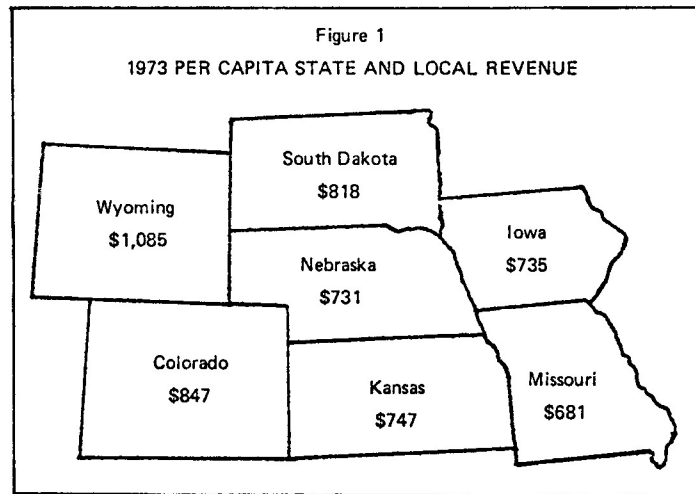 Figure 1
1973 PER CAPITA STATE AND LOCAL REVENUE
South Dakota
$818
Wyoming
$1,085
Iowa
$735
Nebraska
$731
Colorado
$847
Kansas
$747
Missouri
$681